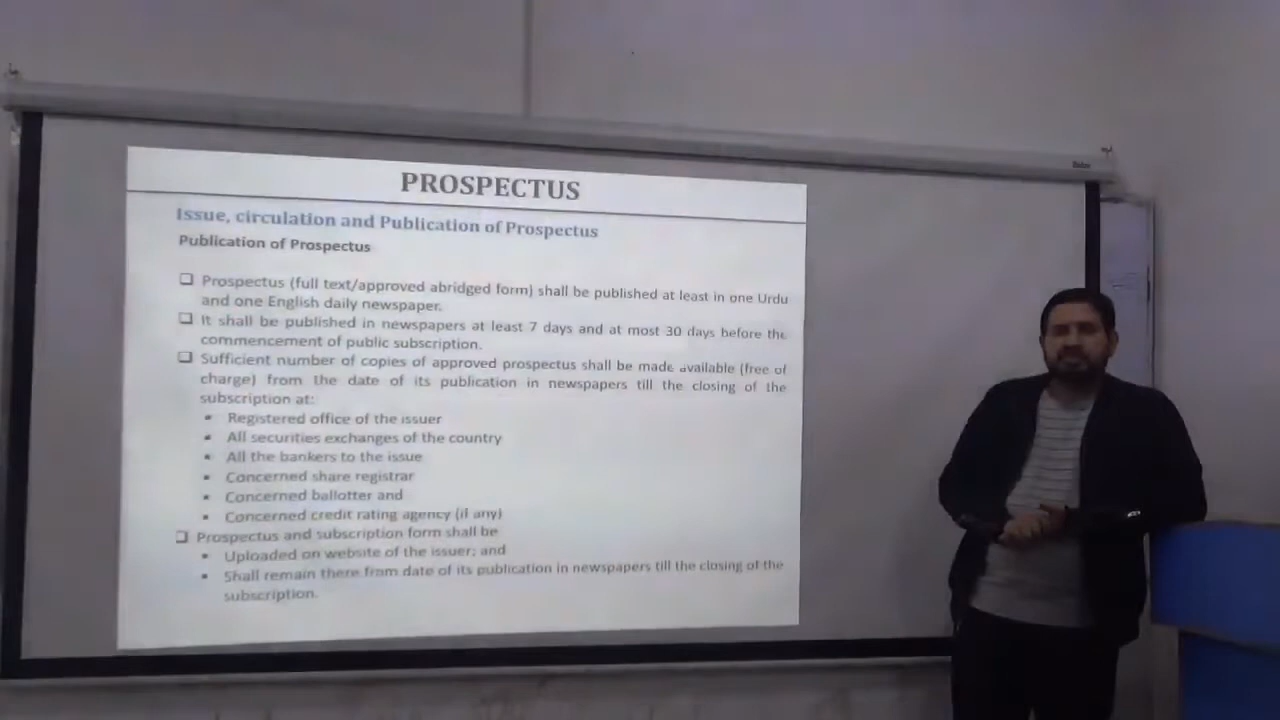 PROSPECTUS
Issue, circulation and Publication of Prospectus
Publication of Prospectus
❑ Prospectus (full text/approved abridged form) shall be published at least in one Urdu
and one English daily newspaper.
❑ It shall be published in newspapers at least 7 days and at most 30 days before the
commencement of public subscription.
❑ Sufficient number of copies of approved prospectus shall be made available (free of
charge) from the date of its publication in newspapers till the closing of the
subscription at:
▪ Registered office of the issuer
▪ All securities exchanges of the country
▪ All the bankers to the issue
▪ Concerned share registrar
▪ Concerned ballotter and
▪ Concerned credit rating agency (if any)
❑ Prospectus and subscription form shall be
▪ Uploaded on website of the issuer; and
▪ Shall remain there from date of its publication in newspapers till the closing of the
subscription.